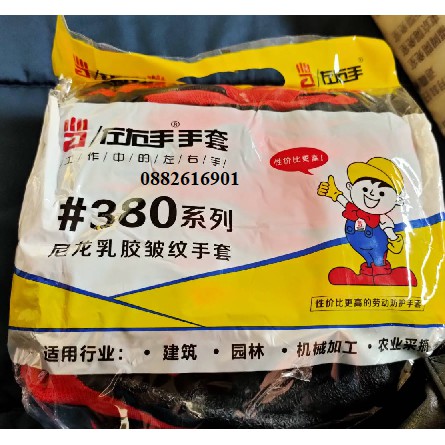 左右手
左右手手套®
工作中的左右手
0882616901
性价比更高!
#380系列
尼龙乳胶皱纹手套
性价比更高的劳动防护手套
适用行业: · 建筑 · 园林 · 机械加工 · 农业采摘